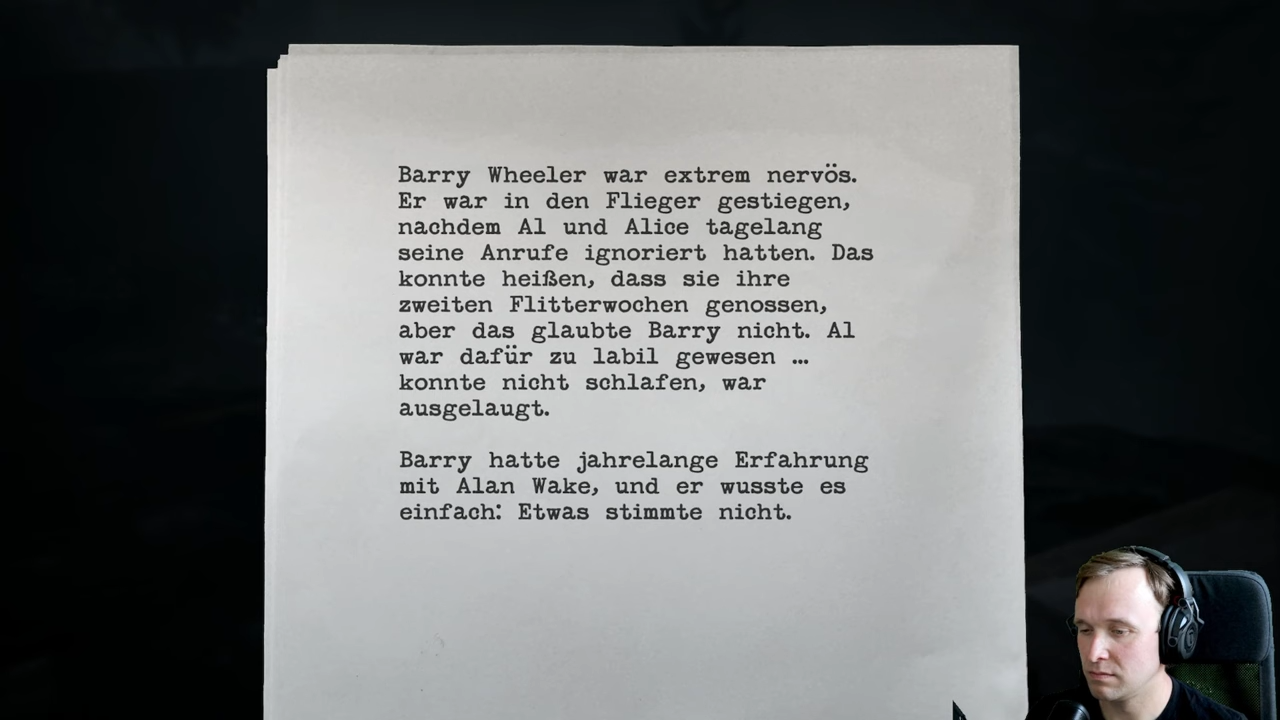 Barry Wheeler war extrem nervös.
Er war in den Flieger gestiegen,
nachdem Al und Alice tagelang
seine Anrufe ignoriert hatten. Das
konnte heißen, dass sie ihre
zweiten Flitterwochen genossen,
aber das glaubte Barry nicht. Al
war dafür zu labil gewesen …
konnte nicht schlafen, war
ausgelaugt.
Barry hatte jahrelange Erfahrung
mit Alan Wake, und er wusste es
einfach: Etwas stimmte nicht.